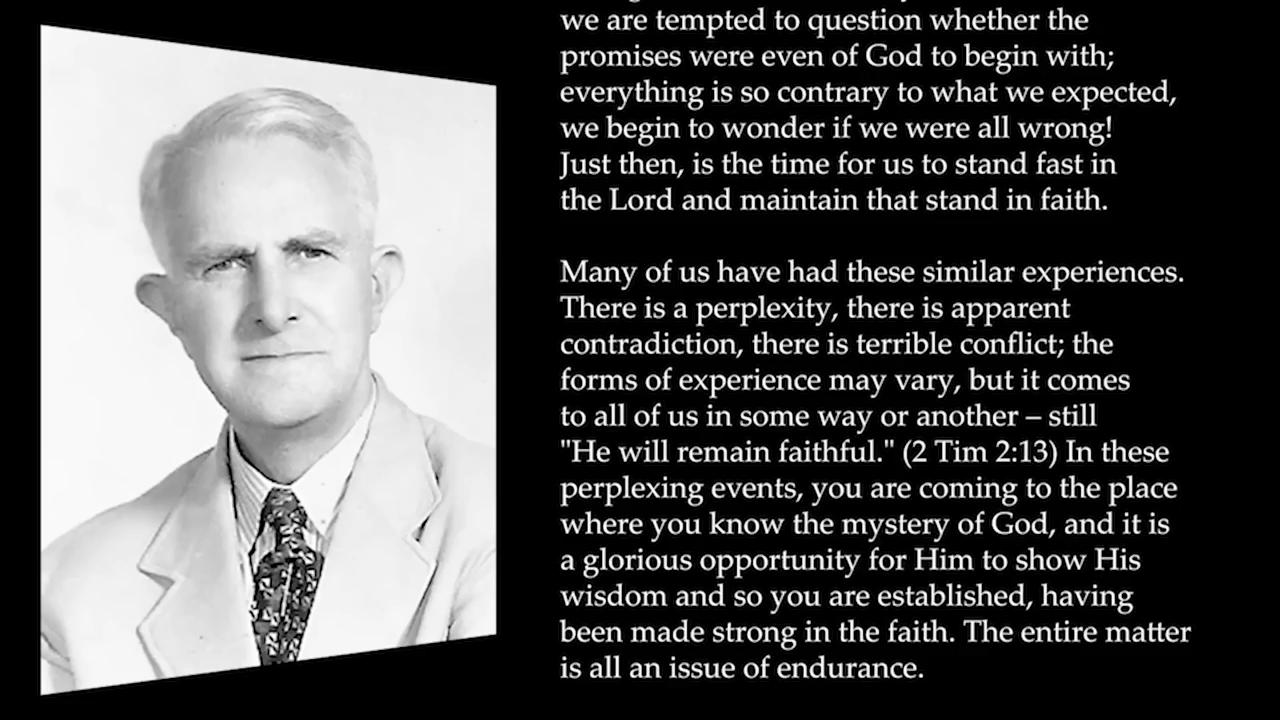 we are tempted to question whether the
promises were even of God to begin with;
everything is so contrary to what we expected,
we begin to wonder if we were all wrong!
Just then, is the time for us to stand fast in
the Lord and maintain that stand in faith.
Many of us have had these similar experiences.
There is a perplexity, there is apparent
contradiction, there is terrible conflict; the
forms of experience may vary, but it comes
to all of us in some way or another – still
"He will remain faithful." (2 Tim 2:13) In these
perplexing events, you are coming to the place
where you know the mystery of God, and it is
a glorious opportunity for Him to show His
wisdom and so you are established, having
been made strong in the faith. The entire matter
is all an issue of endurance.